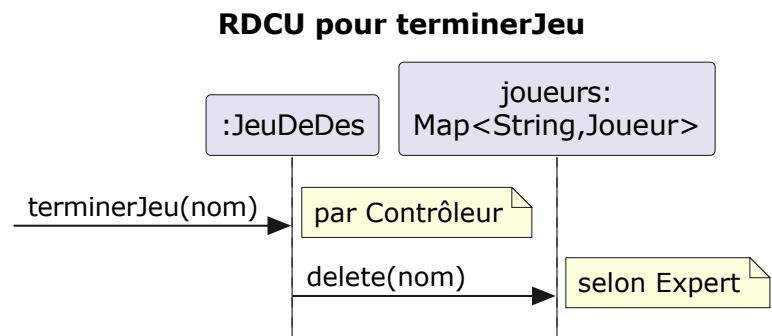 RDCU pour terminerJeu
:JeuDeDes
joueurs:
Map<String,Joueur>
terminerJeu(nom)
par Contrôleur
delete(nom)
selon Expert